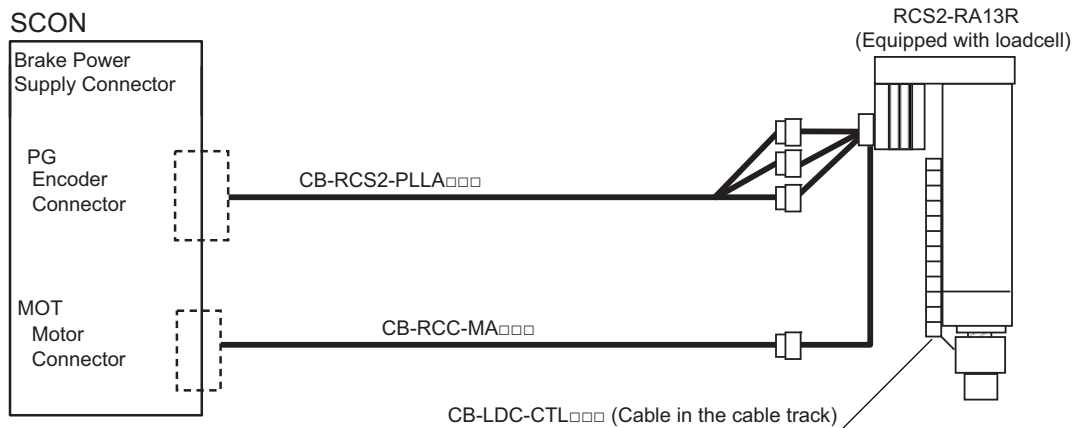 SCON
RCS2-RA13R
(Equipped with loadcell)
Brake Power
Supply Connector
PG
Encoder
Connector
CB-RCS2-PLLA□□□
MOT
Motor
Connector
CB-RCC-MA□□□
CB-LDC-CTL□□□ (Cable in the cable track)